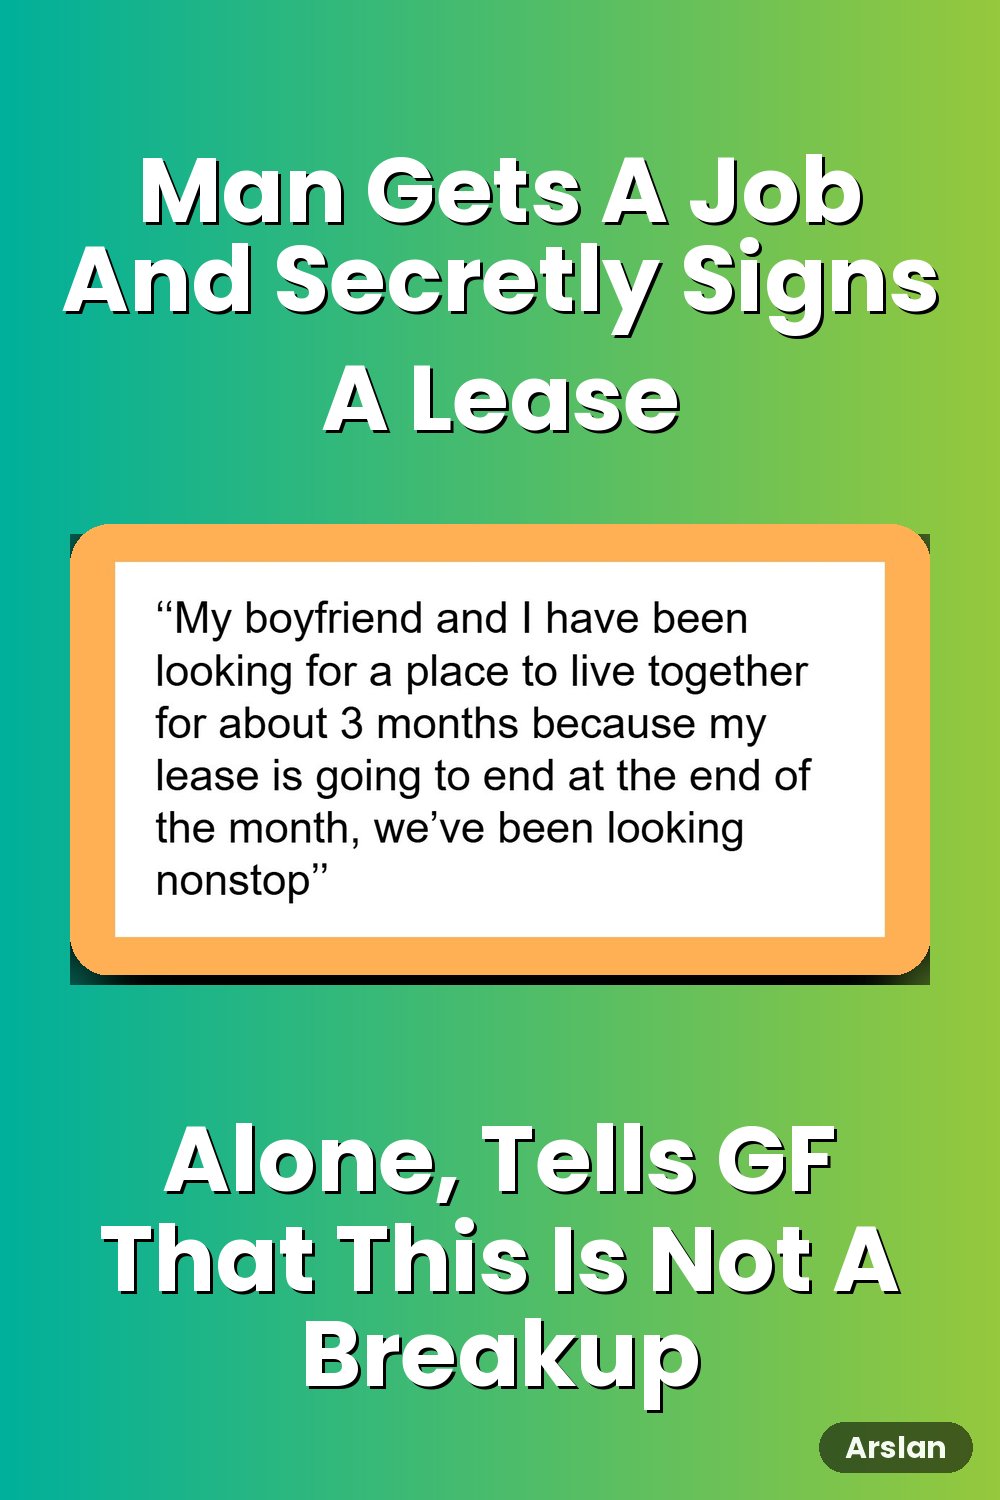 Man Gets A Job
And Secretly Signs
A Lease
“My boyfriend and I have been
looking for a place to live together
for about 3 months because my
lease is going to end at the end of
the month, we’ve been looking
nonstop”
Alone, Tells GF
That This Is Not A
Breakup
Arslan